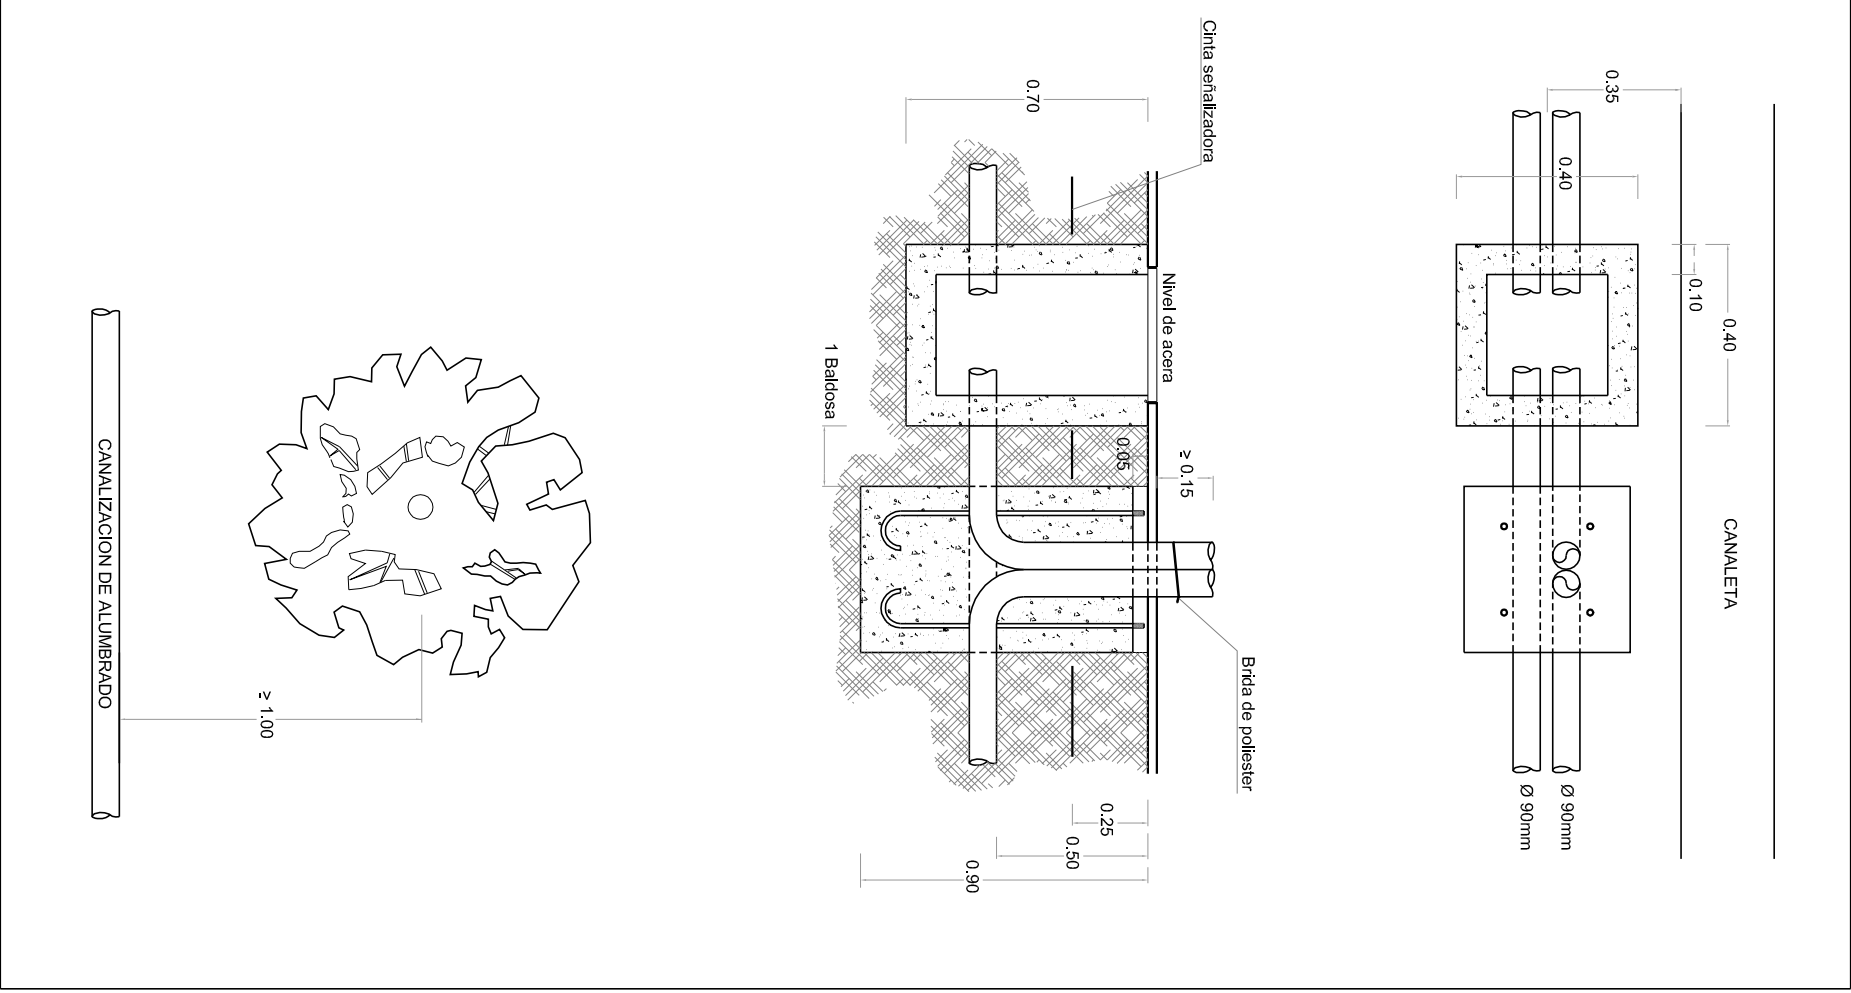 CANALETA
0.35
0.40
0.10
0.40
Ø 90mm
Ø 90mm
Cinta señalizadora
0.70
Nivel de acera
≥ 0.15
0.05
1 Baldosa
Brida de poliester
0.25
0.50
0.90
≥ 1.00
CANALIZACION DE ALUMBRADO